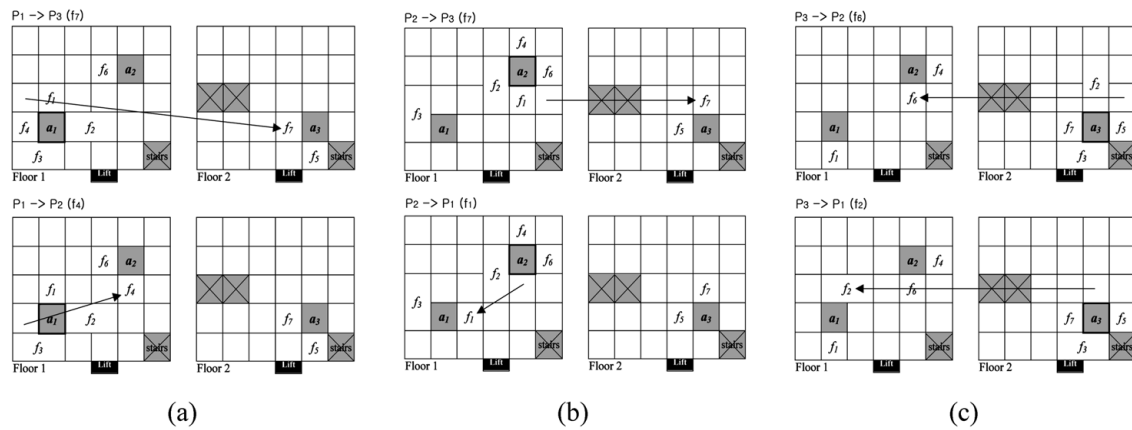 P₁ -> P₃ (f₇)
f₆ a₂
f₁
f₄ a₁ f₂ f₇ a₃
f₃ stairs f₅ stairs
Floor 1 Lift Floor 2 Lift
P₁ -> P₂ (f₄)
f₆ a₂
f₁ f₄
a₁ f₂ f₇ a₃
f₃ stairs f₅ stairs
Floor 1 Lift Floor 2 Lift
(a)
P₂ -> P₃ (f₇)
f₄
f₂ a₂ f₆
f₃ f₁ f₇
a₁ f₅ a₃
stairs stairs
Floor 1 Lift Floor 2 Lift
P₂ -> P₁ (f₁)
f₄
f₂ a₂ f₆
f₃ f₇
a₁ f₁ f₅ a₃
stairs stairs
Floor 1 Lift Floor 2 Lift
(b)
P₃ -> P₂ (f₆)
a₂ f₄
f₆ f₂
a₁ f₇ a₃ f₅
f₁ stairs f₃ stairs
Floor 1 Lift Floor 2 Lift
P₃ -> P₁ (f₂)
a₂ f₄
f₂ f₆
a₁ f₇ a₃ f₅
f₁ stairs f₃ stairs
Floor 1 Lift Floor 2 Lift
(c)